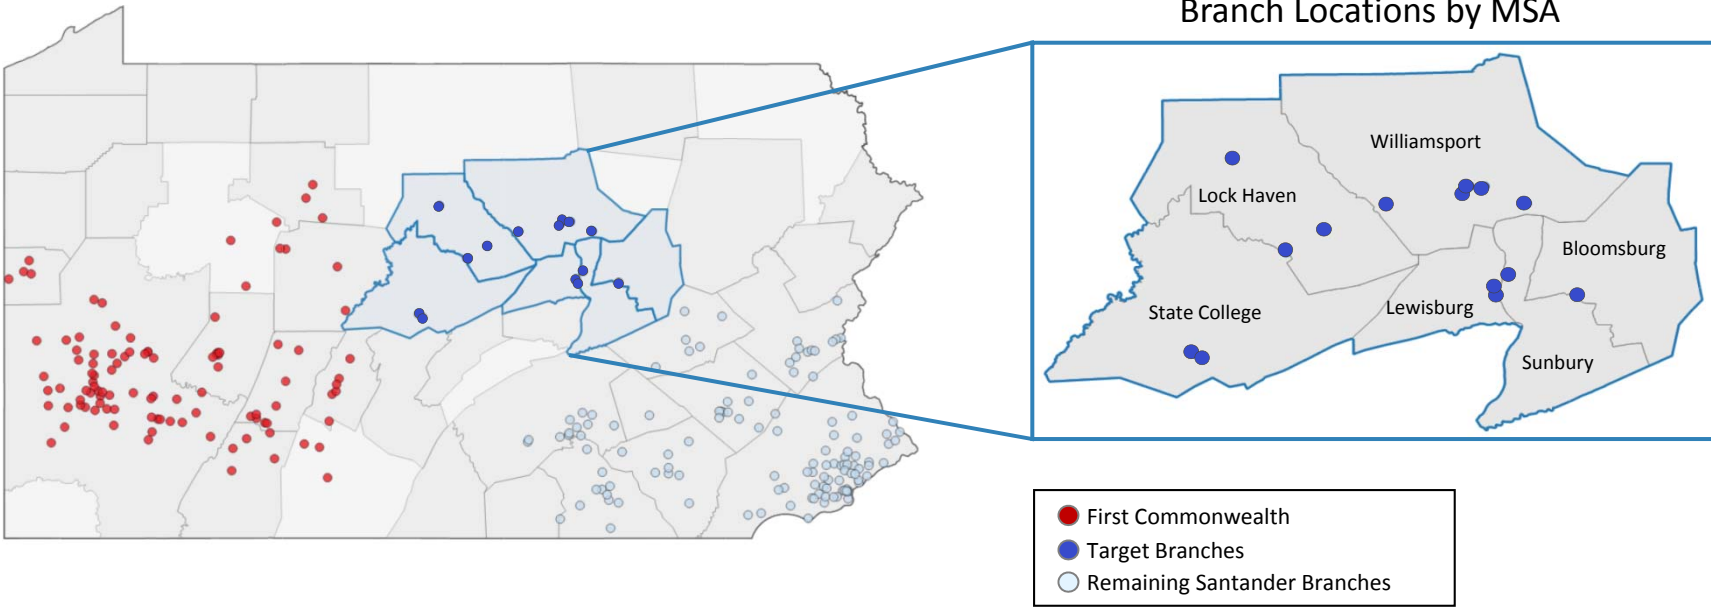 Branch Locations by MSA
Williamsport
Lock Haven
Bloomsburg
State College
Lewisburg
Sunbury
First Commonwealth
Target Branches
Remaining Santander Branches